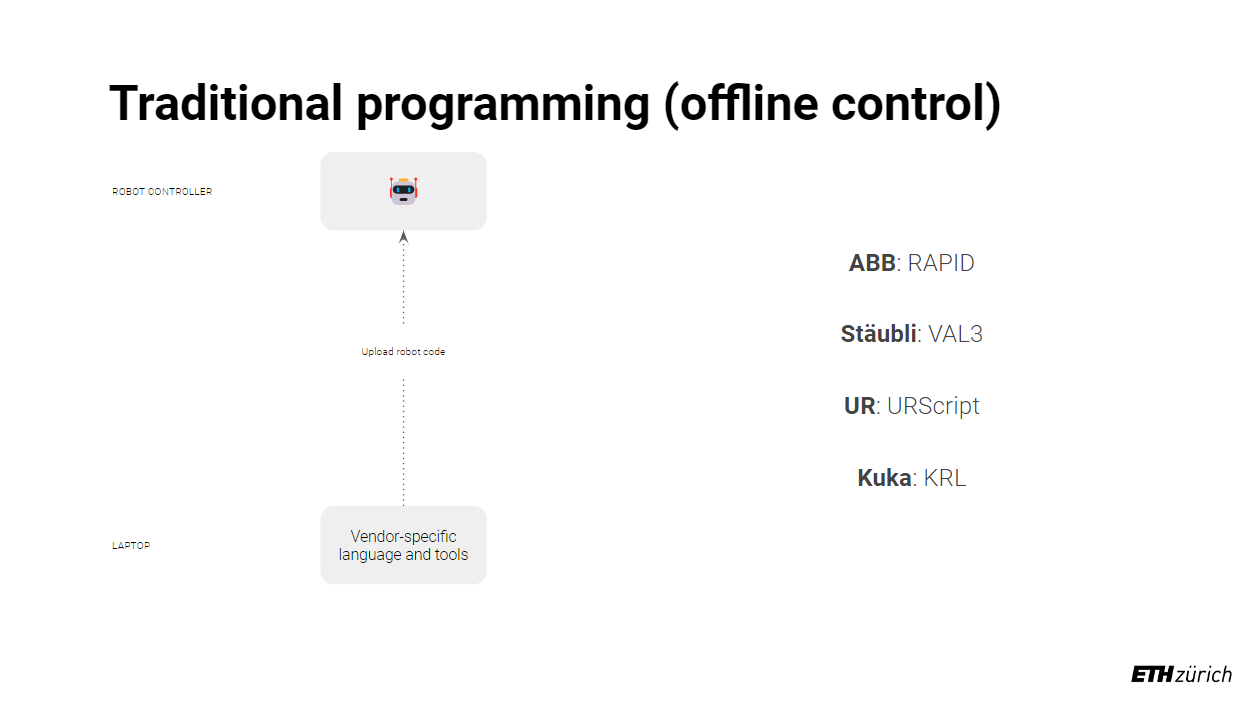 Traditional programming (offline control)
ROBOT CONTROLLER
Upload robot code
LAPTOP
Vendor-specific
language and tools
ABB: RAPID
Stäubli: VAL3
UR: URScript
Kuka: KRL
ETH zürich